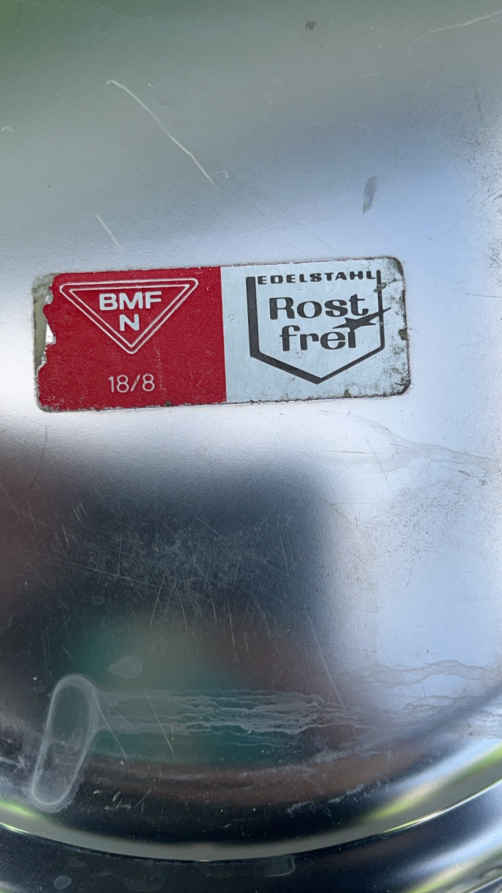 BMF
N
18/8
EDELSTAHL
Rost
frei